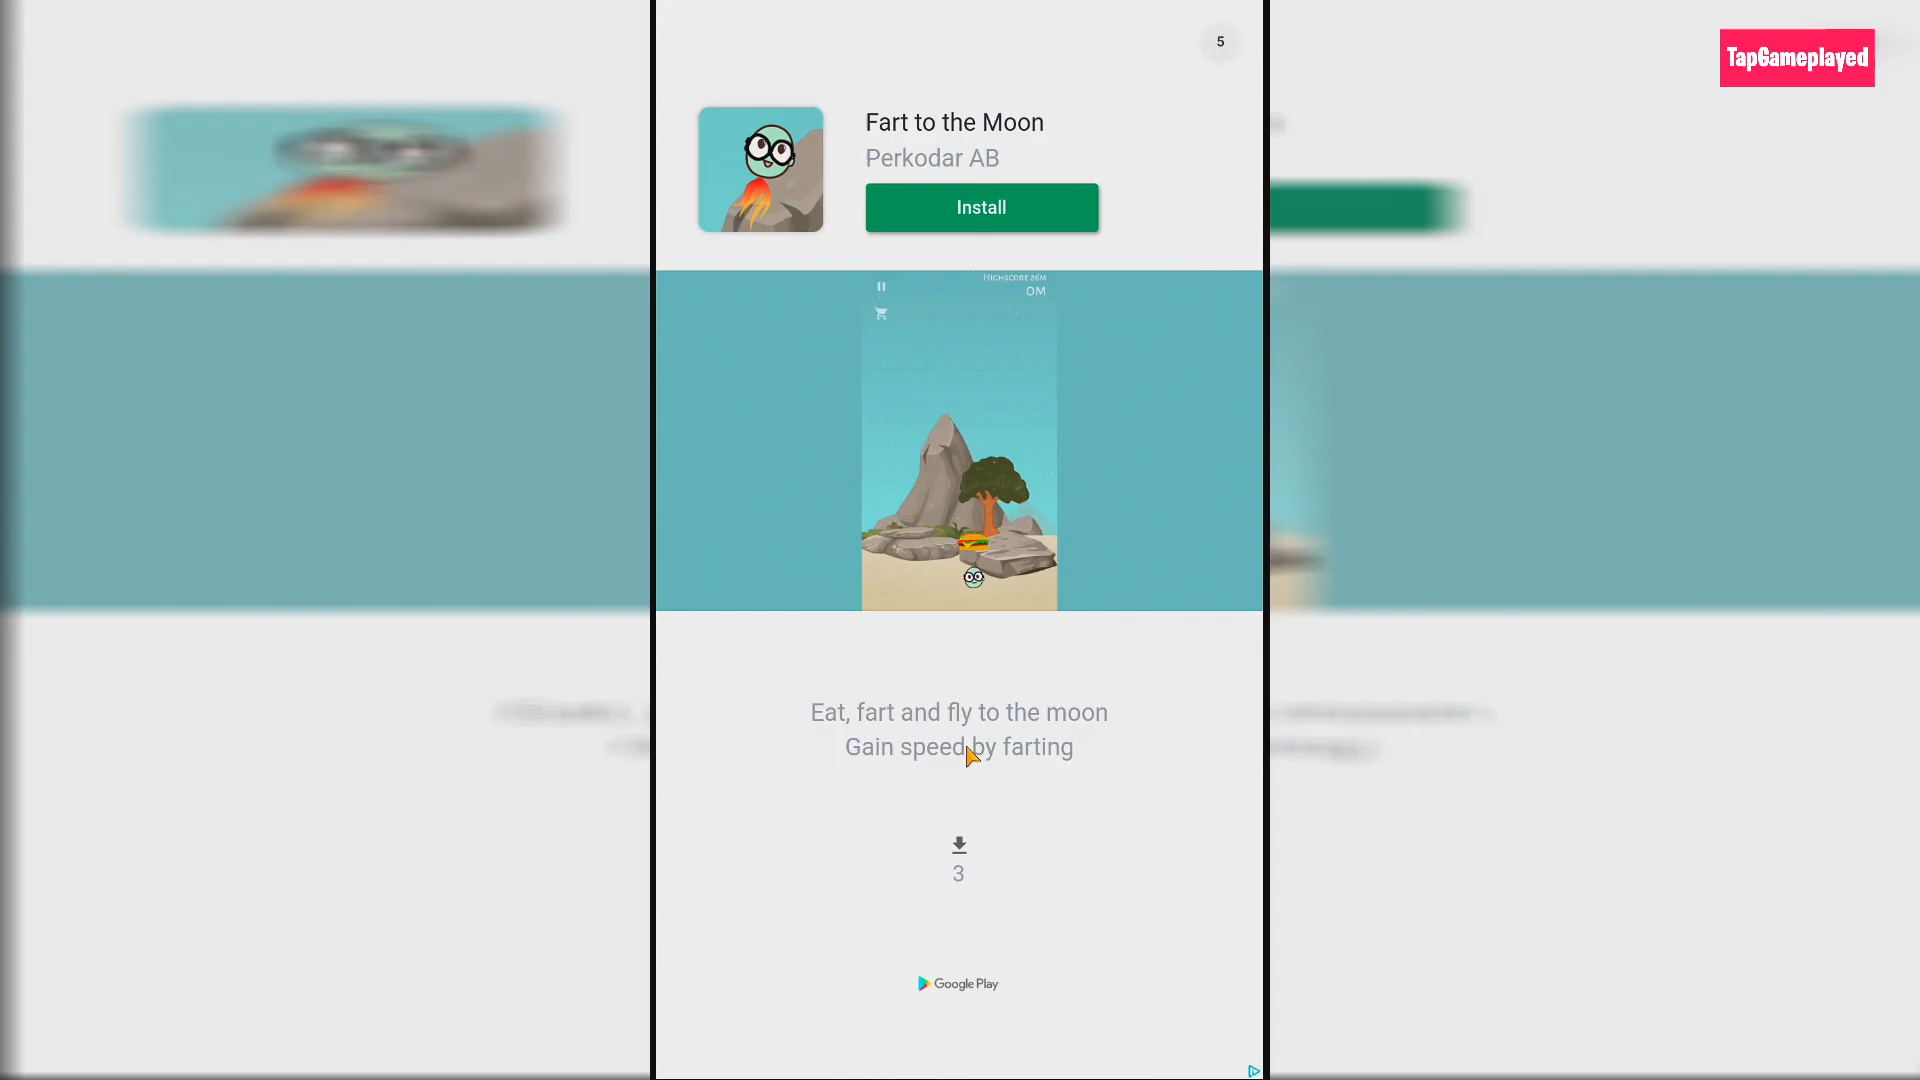 5
TapGameplayed
Fart to the Moon
Perkodar AB
Install
HIGHSCORE 26M
0M
Eat, fart and fly to the moon
Gain speed by farting
3
Google Play